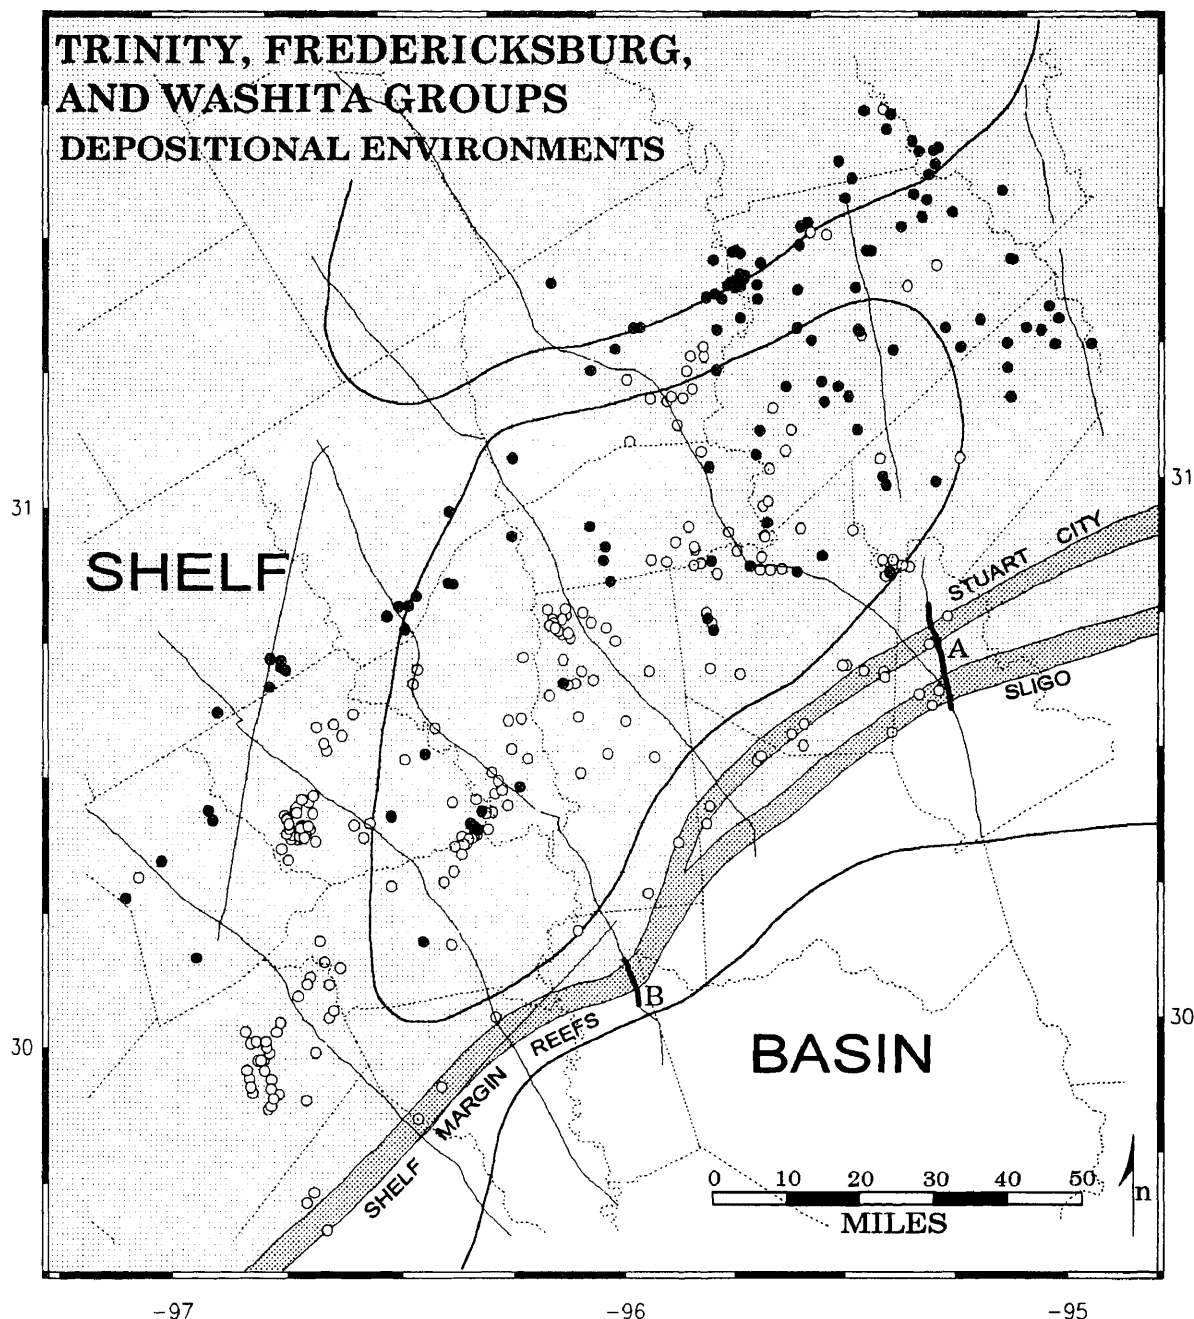 TRINITY, FREDERICKSBURG,
AND WASHITA GROUPS
DEPOSITIONAL ENVIRONMENTS
31
31
SHELF
STUART CITY
A
SLIGO
B
30
30
SHELF MARGIN REEFS
BASIN
0 10 20 30 40 50
MILES
n
-97 -96 -95